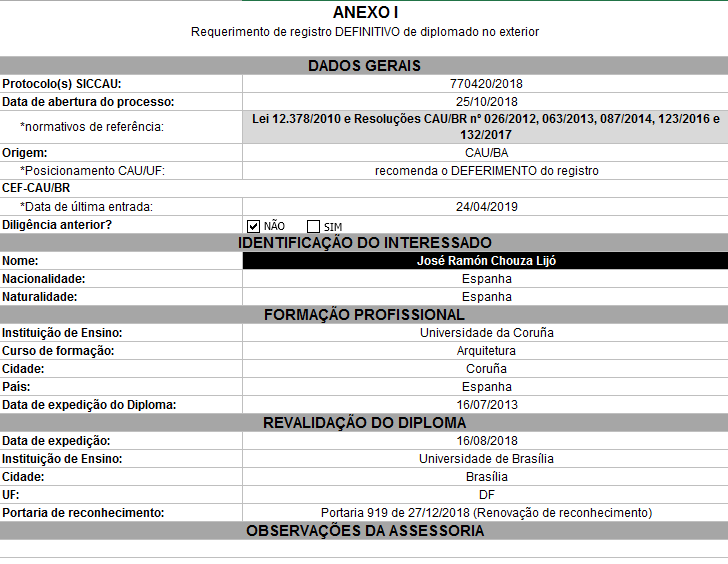 ANEXO I
Requerimento de registro DEFINITIVO de diplomado no exterior
DADOS GERAIS
Protocolo(s) SICCAU: 770420/2018
Data de abertura do processo: 25/10/2018
*normativos de referência: Lei 12.378/2010 e Resoluções CAU/BR nº 026/2012, 063/2013, 087/2014, 123/2016 e
132/2017
Origem: CAU/BA
*Posicionamento CAU/UF: recomenda o DEFERIMENTO do registro
CEF-CAU/BR
*Data de última entrada: 24/04/2019
Diligência anterior? NÃO SIM
IDENTIFICAÇÃO DO INTERESSADO
Nome: José Ramón Chouza Lijó
Nacionalidade: Espanha
Naturalidade: Espanha
FORMAÇÃO PROFISSIONAL
Instituição de Ensino: Universidade da Coruña
Curso de formação: Arquitetura
Cidade: Coruña
País: Espanha
Data de expedição do Diploma: 16/07/2013
REVALIDAÇÃO DO DIPLOMA
Data de expedição: 16/08/2018
Instituição de Ensino: Universidade de Brasília
Cidade: Brasília
UF: DF
Portaria de reconhecimento: Portaria 919 de 27/12/2018 (Renovação de reconhecimento)
OBSERVAÇÕES DA ASSESSORIA